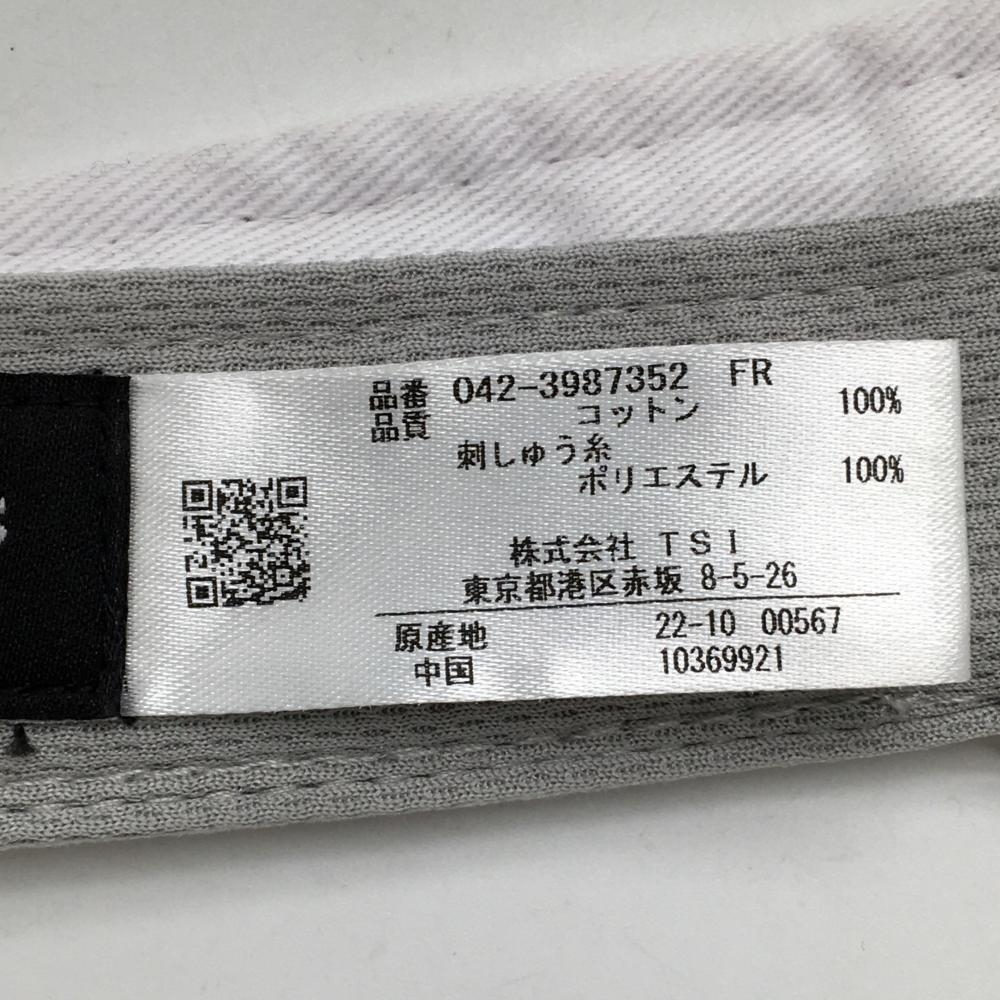 品番 042-3987352 FR
品質 コットン 100%
刺しゅう糸
ポリエステル 100%
株式会社 TSI
東京都港区赤坂 8-5-26
原産地 22-10 00567
中国 10369921